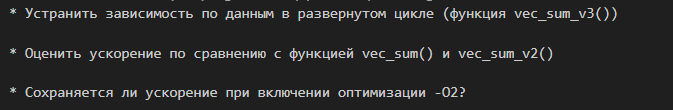 * Устранить зависимость по данным в развернутом цикле (функция vec_sum_v3())
* Оценить ускорение по сравнению с функцией vec_sum() и vec_sum_v2()
* Сохраняется ли ускорение при включении оптимизации -O2?